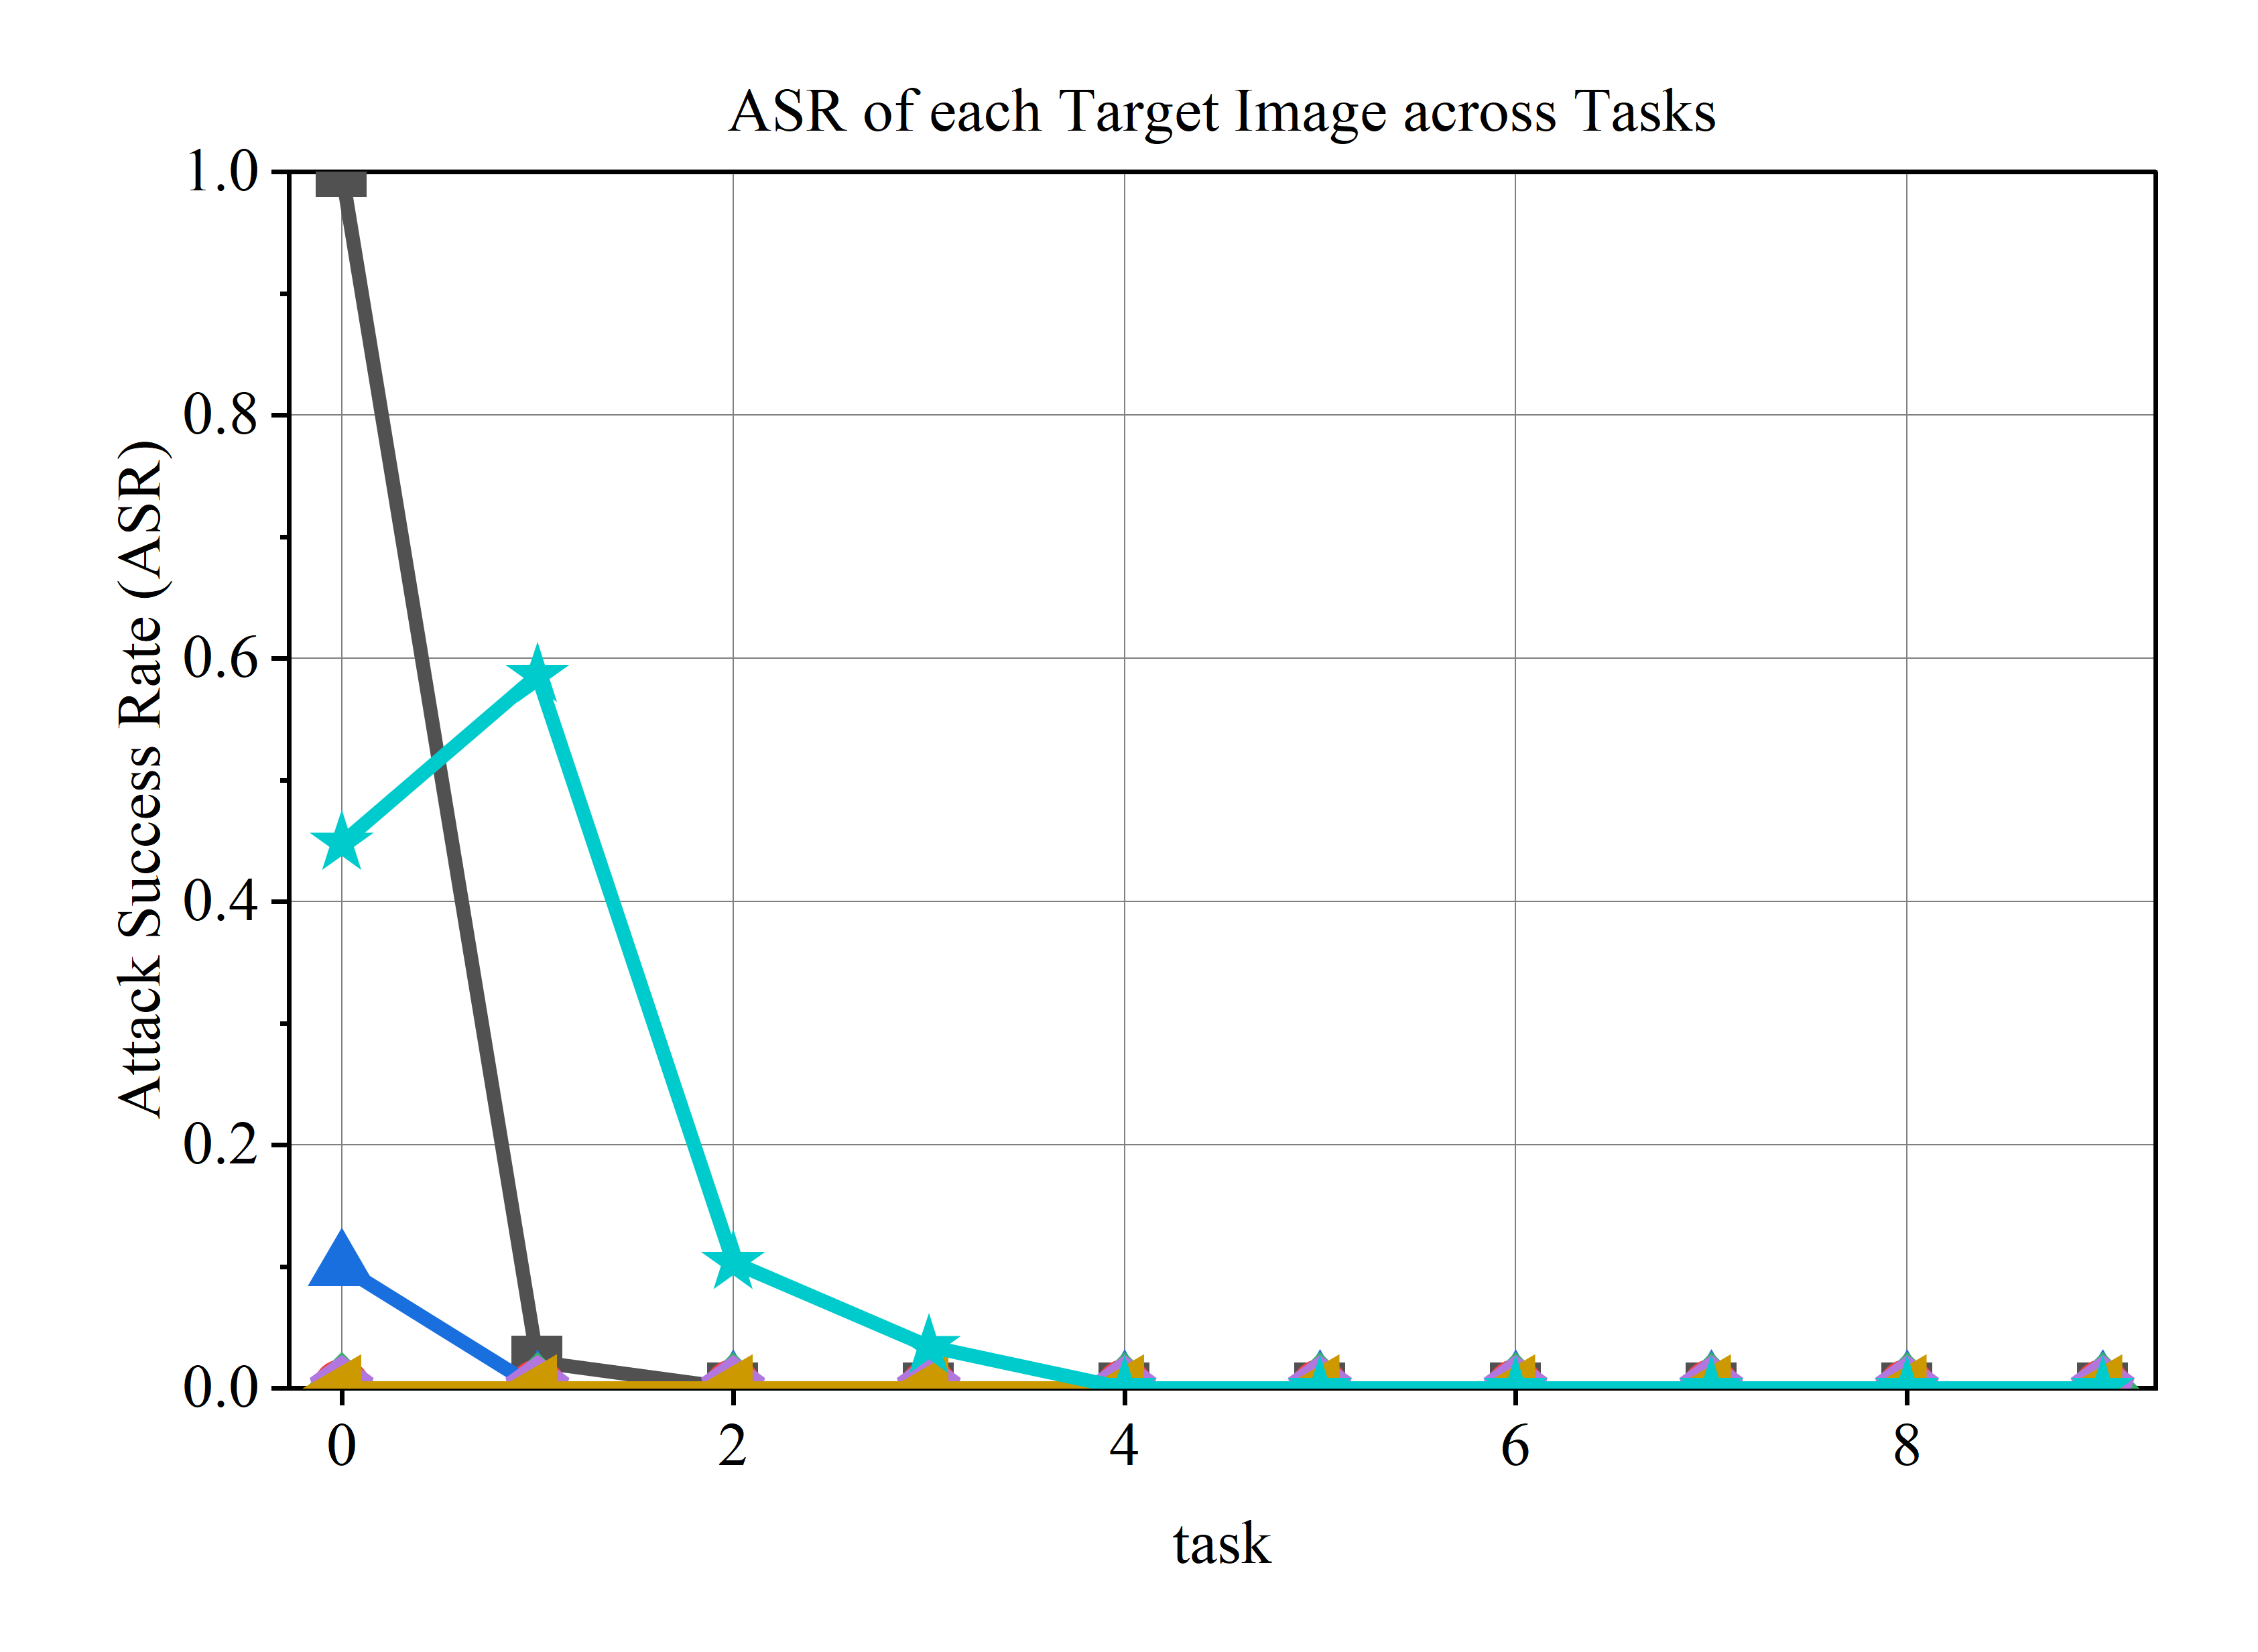 ASR of each Target Image across Tasks
1.0
0.8
0.6
0.4
0.2
0.0
Attack Success Rate (ASR)
0 2 4 6 8
task